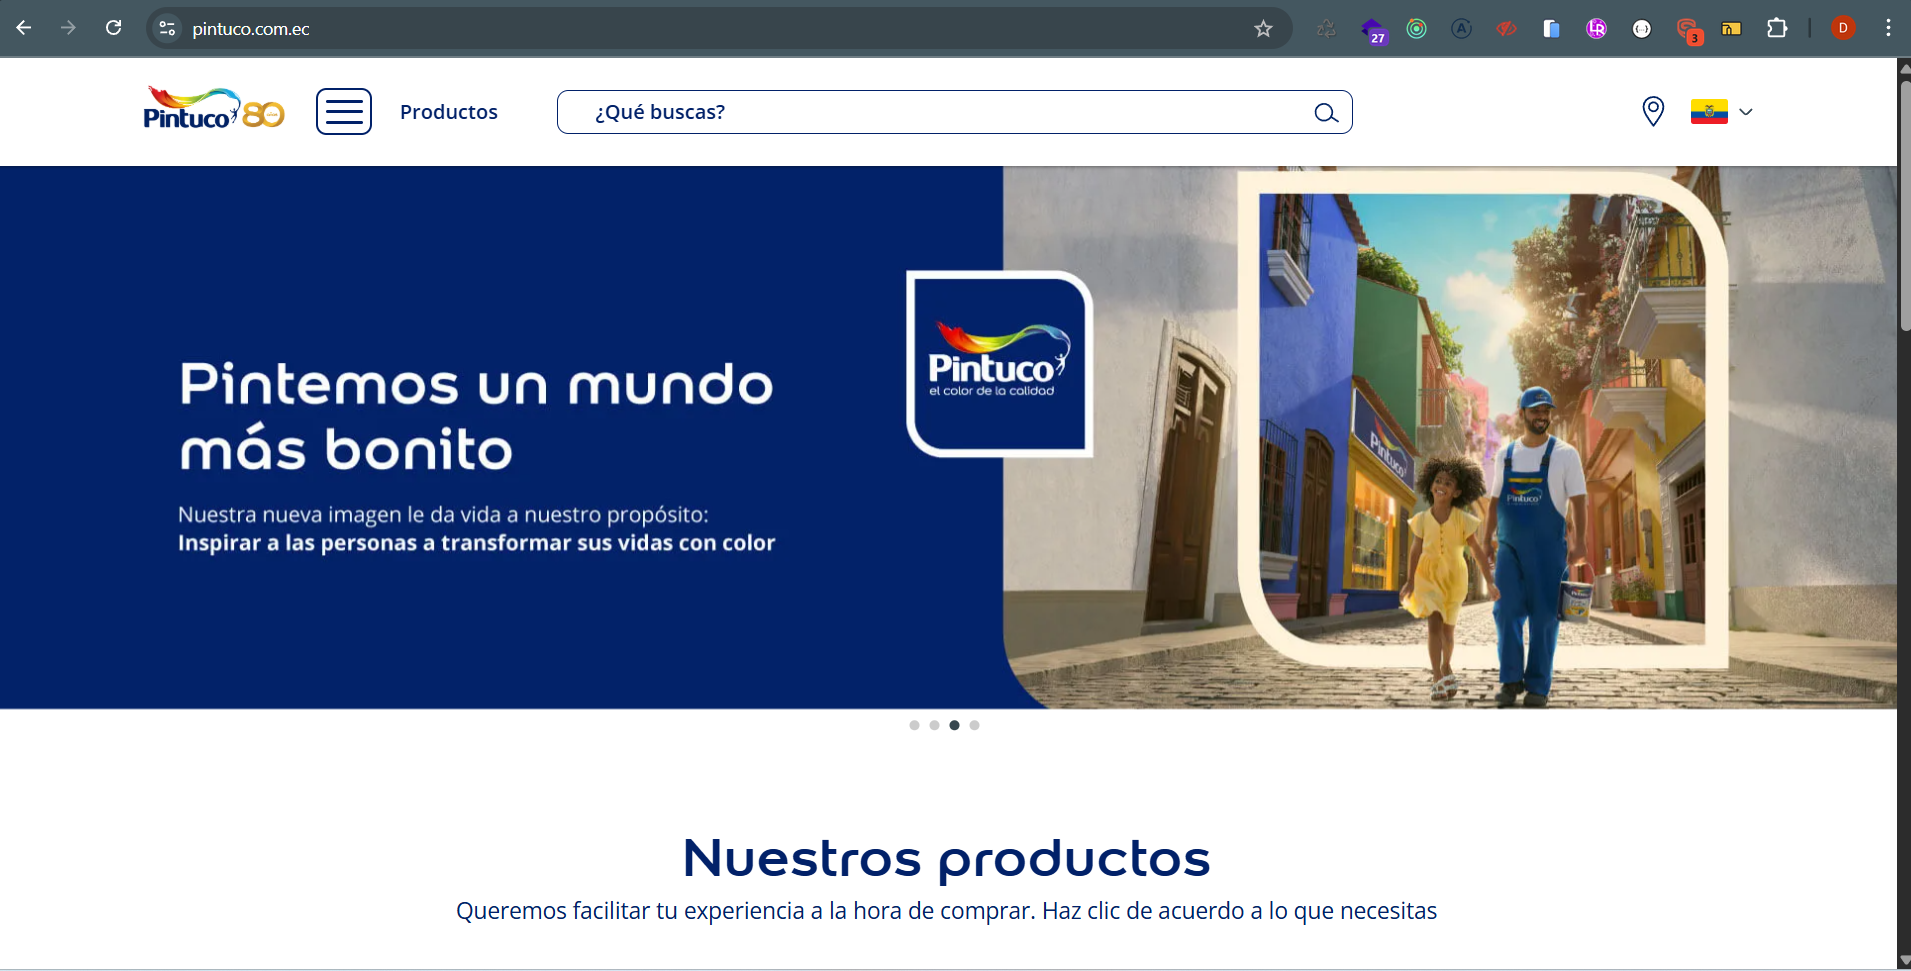 pintuco.com.ec
27
A
LR
3
D
Pintuco 80
Productos
¿Qué buscas?
Pintuco
el color de la calidad
Pintemos un mundo
más bonito
Nuestra nueva imagen le da vida a nuestro propósito:
Inspirar a las personas a transformar sus vidas con color
Pintuco
Pintuco
Nuestros productos
Queremos facilitar tu experiencia a la hora de comprar. Haz clic de acuerdo a lo que necesitas